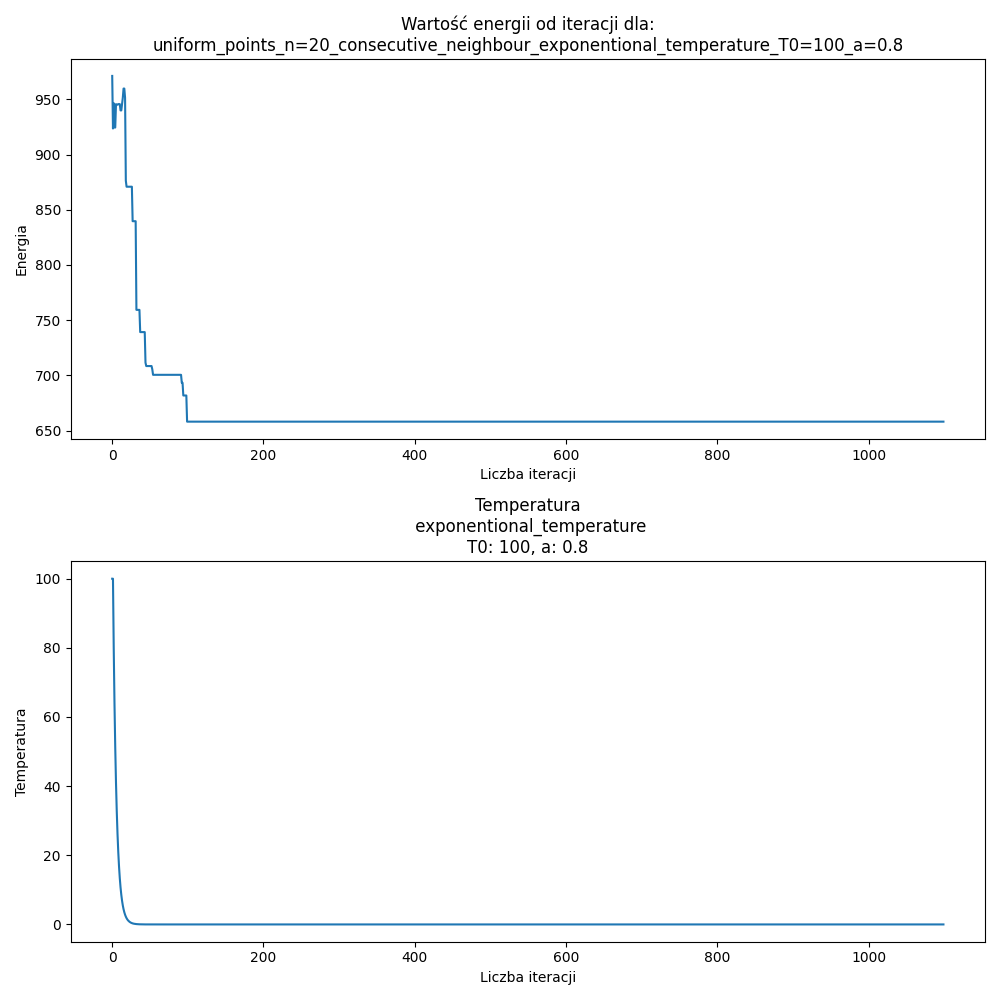 Wartość energii od iteracji dla:
uniform_points_n=20_consecutive_neighbour_exponentional_temperature_T0=100_a=0.8
950
900
850
800
750
700
650
Energia
0 200 400 600 800 1000
Liczba iteracji
Temperatura
exponentional_temperature
T0: 100, a: 0.8
100
80
60
40
20
0
Temperatura
0 200 400 600 800 1000
Liczba iteracji